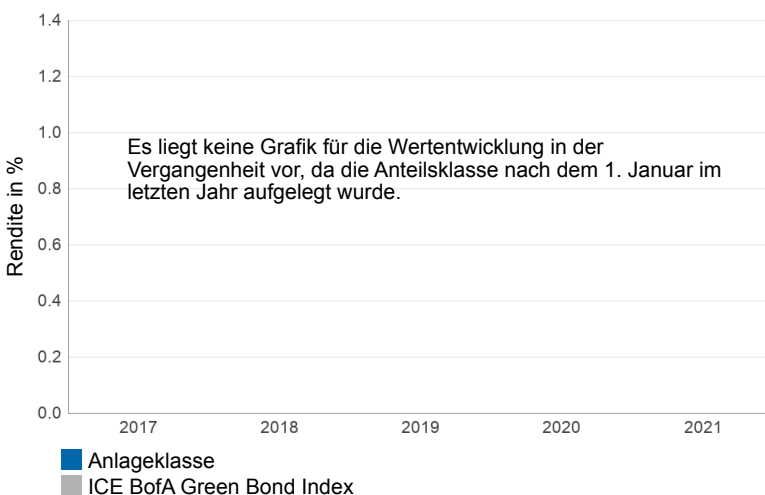 1.4
1.2
1.0
Es liegt keine Grafik für die Wertentwicklung in der
Vergangenheit vor, da die Anteilsklasse nach dem 1. Januar im
letzten Jahr aufgelegt wurde.
0.8
0.6
0.4
0.2
0.0
Rendite in %
2017 2018 2019 2020 2021
Anlageklasse
ICE BofA Green Bond Index